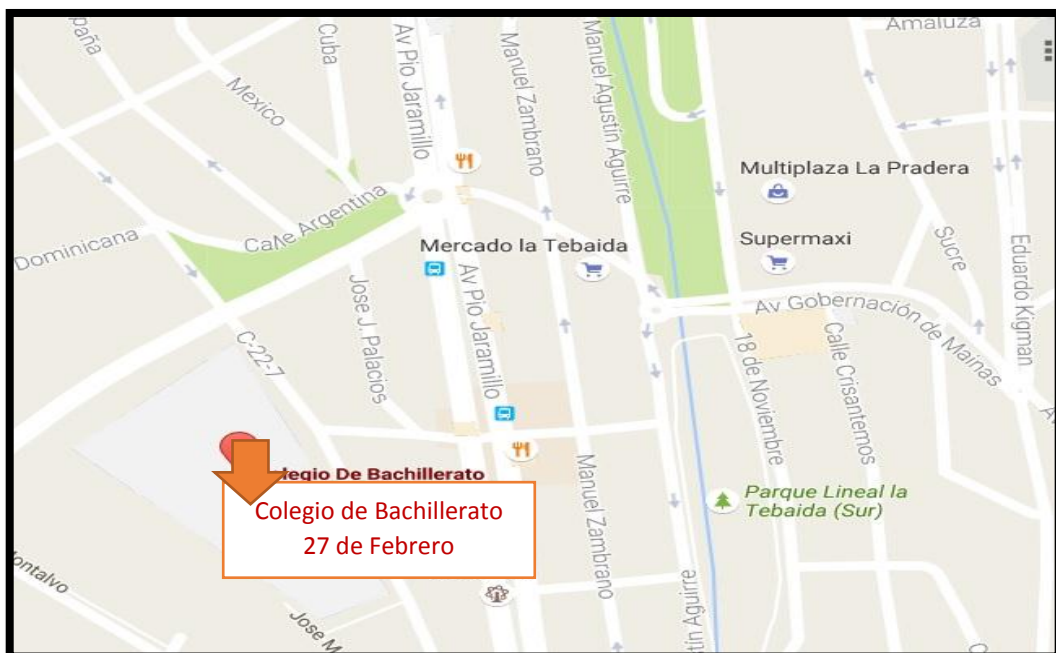 Amaluza
paña
Cuba
Av Pio Jaramillo
Manuel Zambrano
Manuel Agustín Aguirre
Mexico
Multiplaza La Pradera
Calle Argentina
Dominicana
Mercado la Tebaida
Supermaxi
Sucre
Eduardo Kigman
Av Pio Jaramillo
Jose J. Palacios
Av Gobernación de Mainas
C-22-7
18 de Noviembre
Calle Crisantemos
Manuel Zambrano
olegio De Bachillerato
Parque Lineal la
Tebaida (Sur)
Colegio de Bachillerato
27 de Febrero
ontalvo
tin Aguirre
Jose M